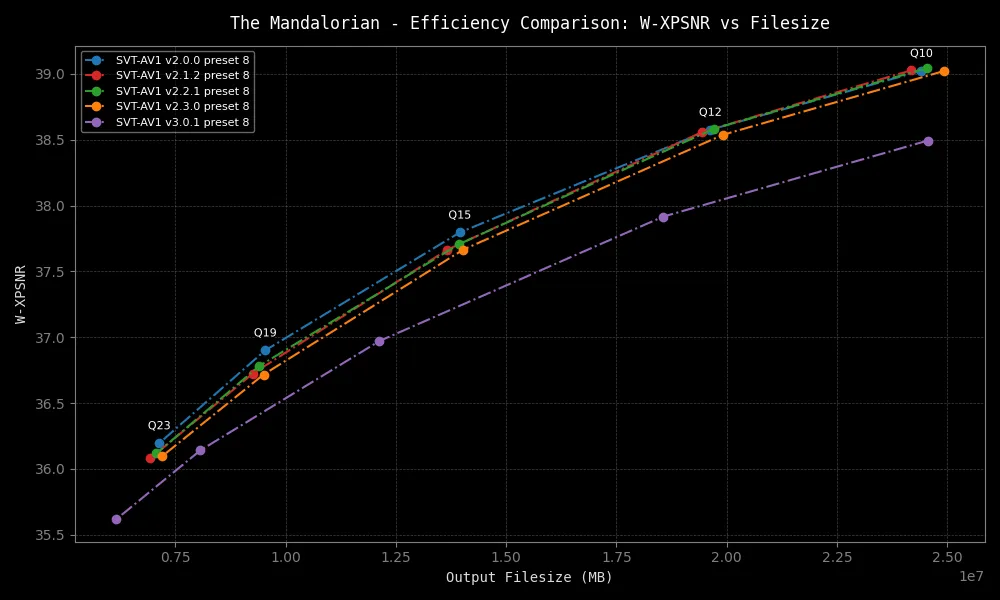 The Mandalorian - Efficiency Comparison: W-XPSNR vs Filesize
SVT-AV1 v2.0.0 preset 8
SVT-AV1 v2.1.2 preset 8
SVT-AV1 v2.2.1 preset 8
SVT-AV1 v2.3.0 preset 8
SVT-AV1 v3.0.1 preset 8
Q10
Q12
Q15
Q19
Q23
W-XPSNR
39.0
38.5
38.0
37.5
37.0
36.5
36.0
35.5
0.75 1.00 1.25 1.50 1.75 2.00 2.25 2.50
1e7
Output Filesize (MB)